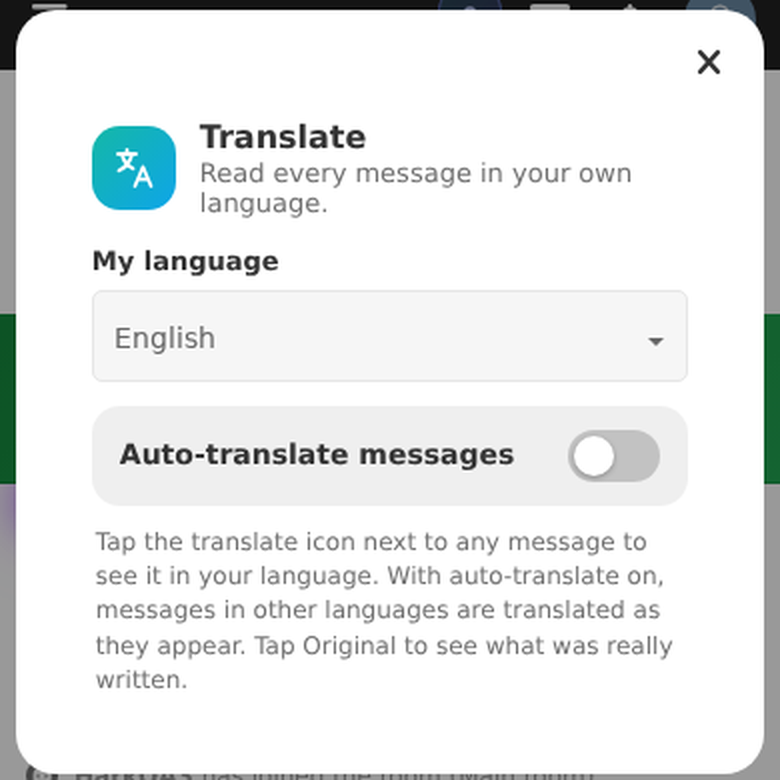 Translate
Read every message in your own
language.
My language
English
Auto-translate messages
Tap the translate icon next to any message to
see it in your language. With auto-translate on,
messages in other languages are translated as
they appear. Tap Original to see what was really
written.